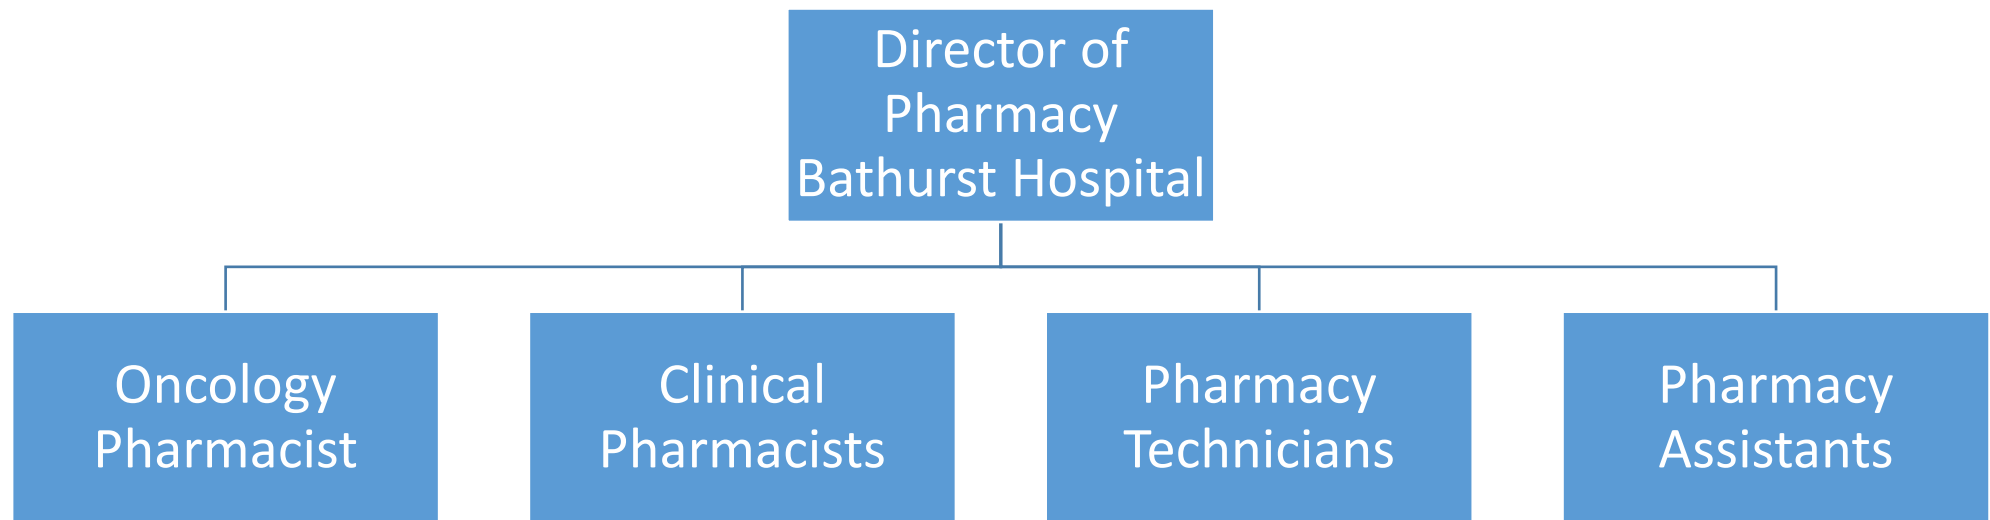 Director of
Pharmacy
Bathurst Hospital
Oncology
Pharmacist
Clinical
Pharmacists
Pharmacy
Technicians
Pharmacy
Assistants